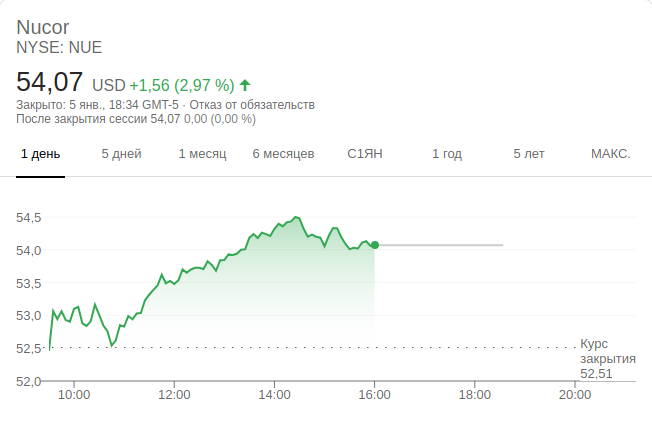 Nucor
NYSE: NUE
54,07 USD +1,56 (2,97 %)
Закрыто: 5 янв., 18:34 GMT-5 · Отказ от обязательств
После закрытия сессии 54,07 0,00 (0,00 %)
1 день 5 дней 1 месяц 6 месяцев С1ЯН 1 год 5 лет МАКС.
54,5
54,0
53,5
53,0
52,5
52,0
Курс
закрытия
52,51
10:00 12:00 14:00 16:00 18:00 20:00